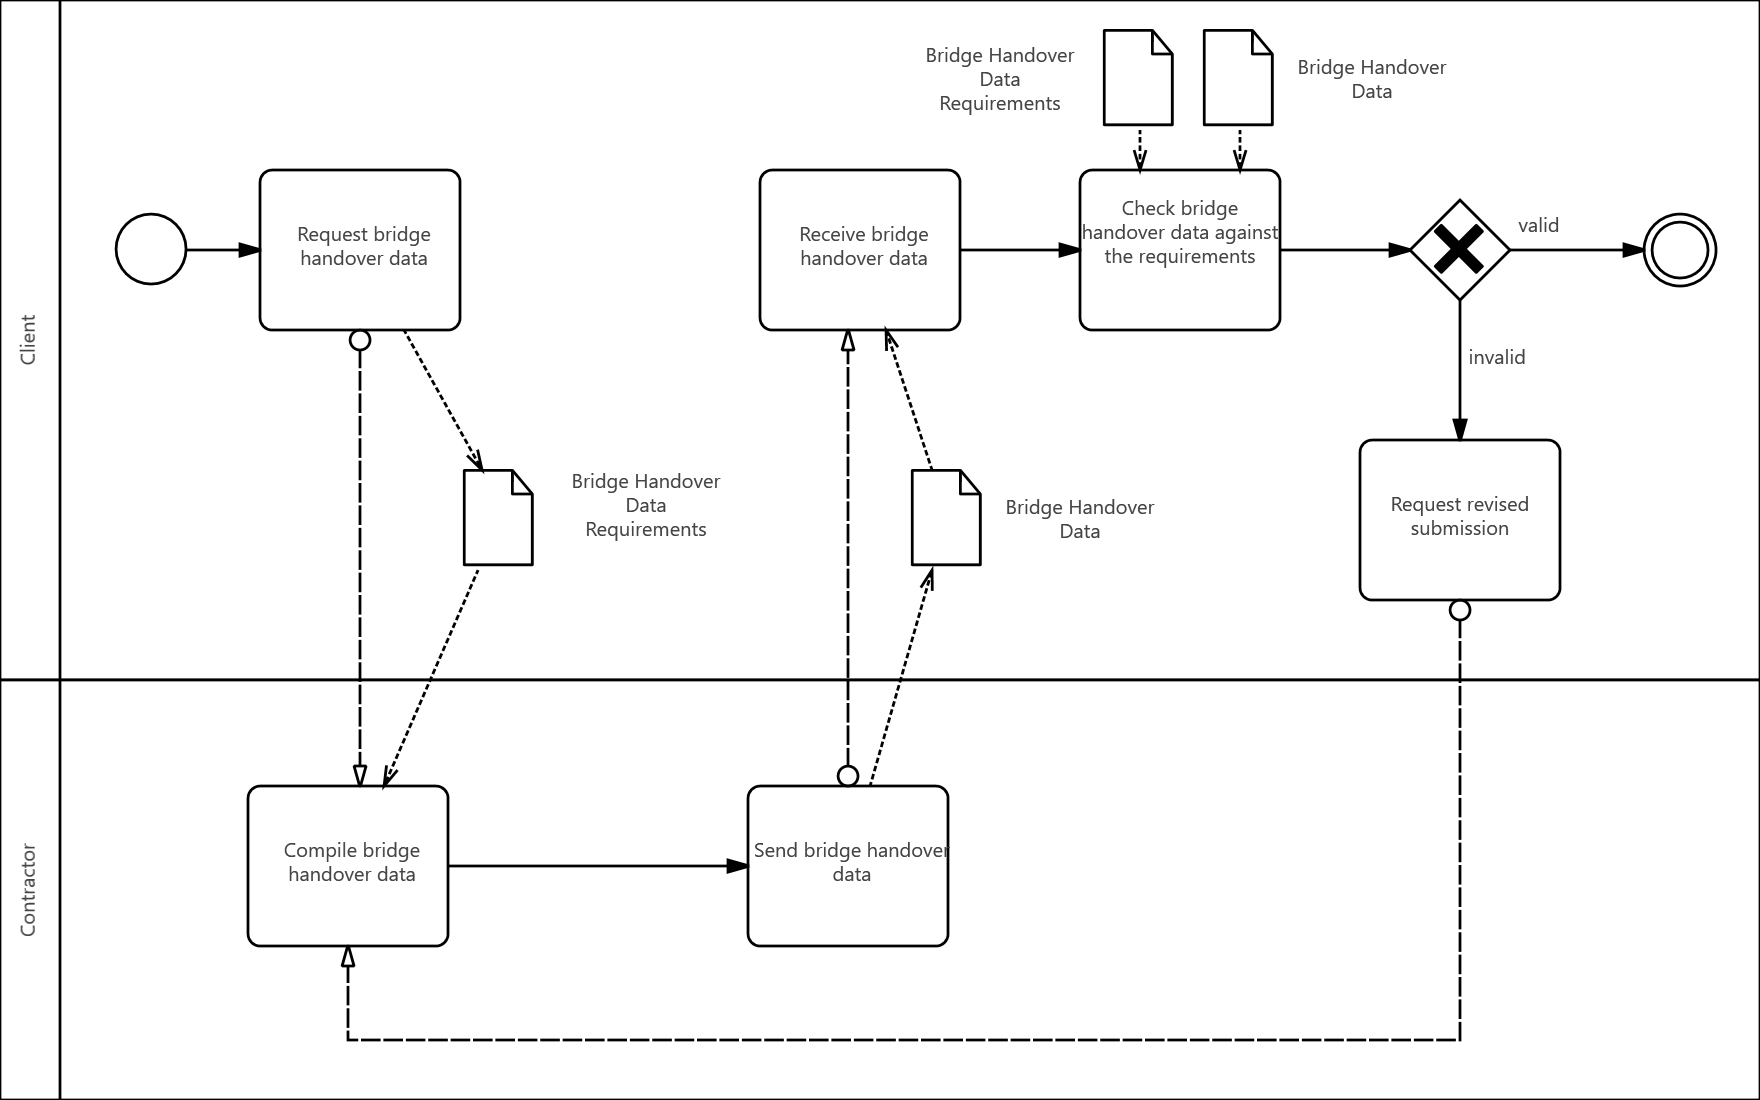 Client
Bridge Handover
Data
Requirements
Bridge Handover
Data
Request bridge
handover data
Receive bridge
handover data
Check bridge
handover data against
the requirements
valid
invalid
Bridge Handover
Data
Requirements
Bridge Handover
Data
Request revised
submission
Contractor
Compile bridge
handover data
Send bridge handover
data